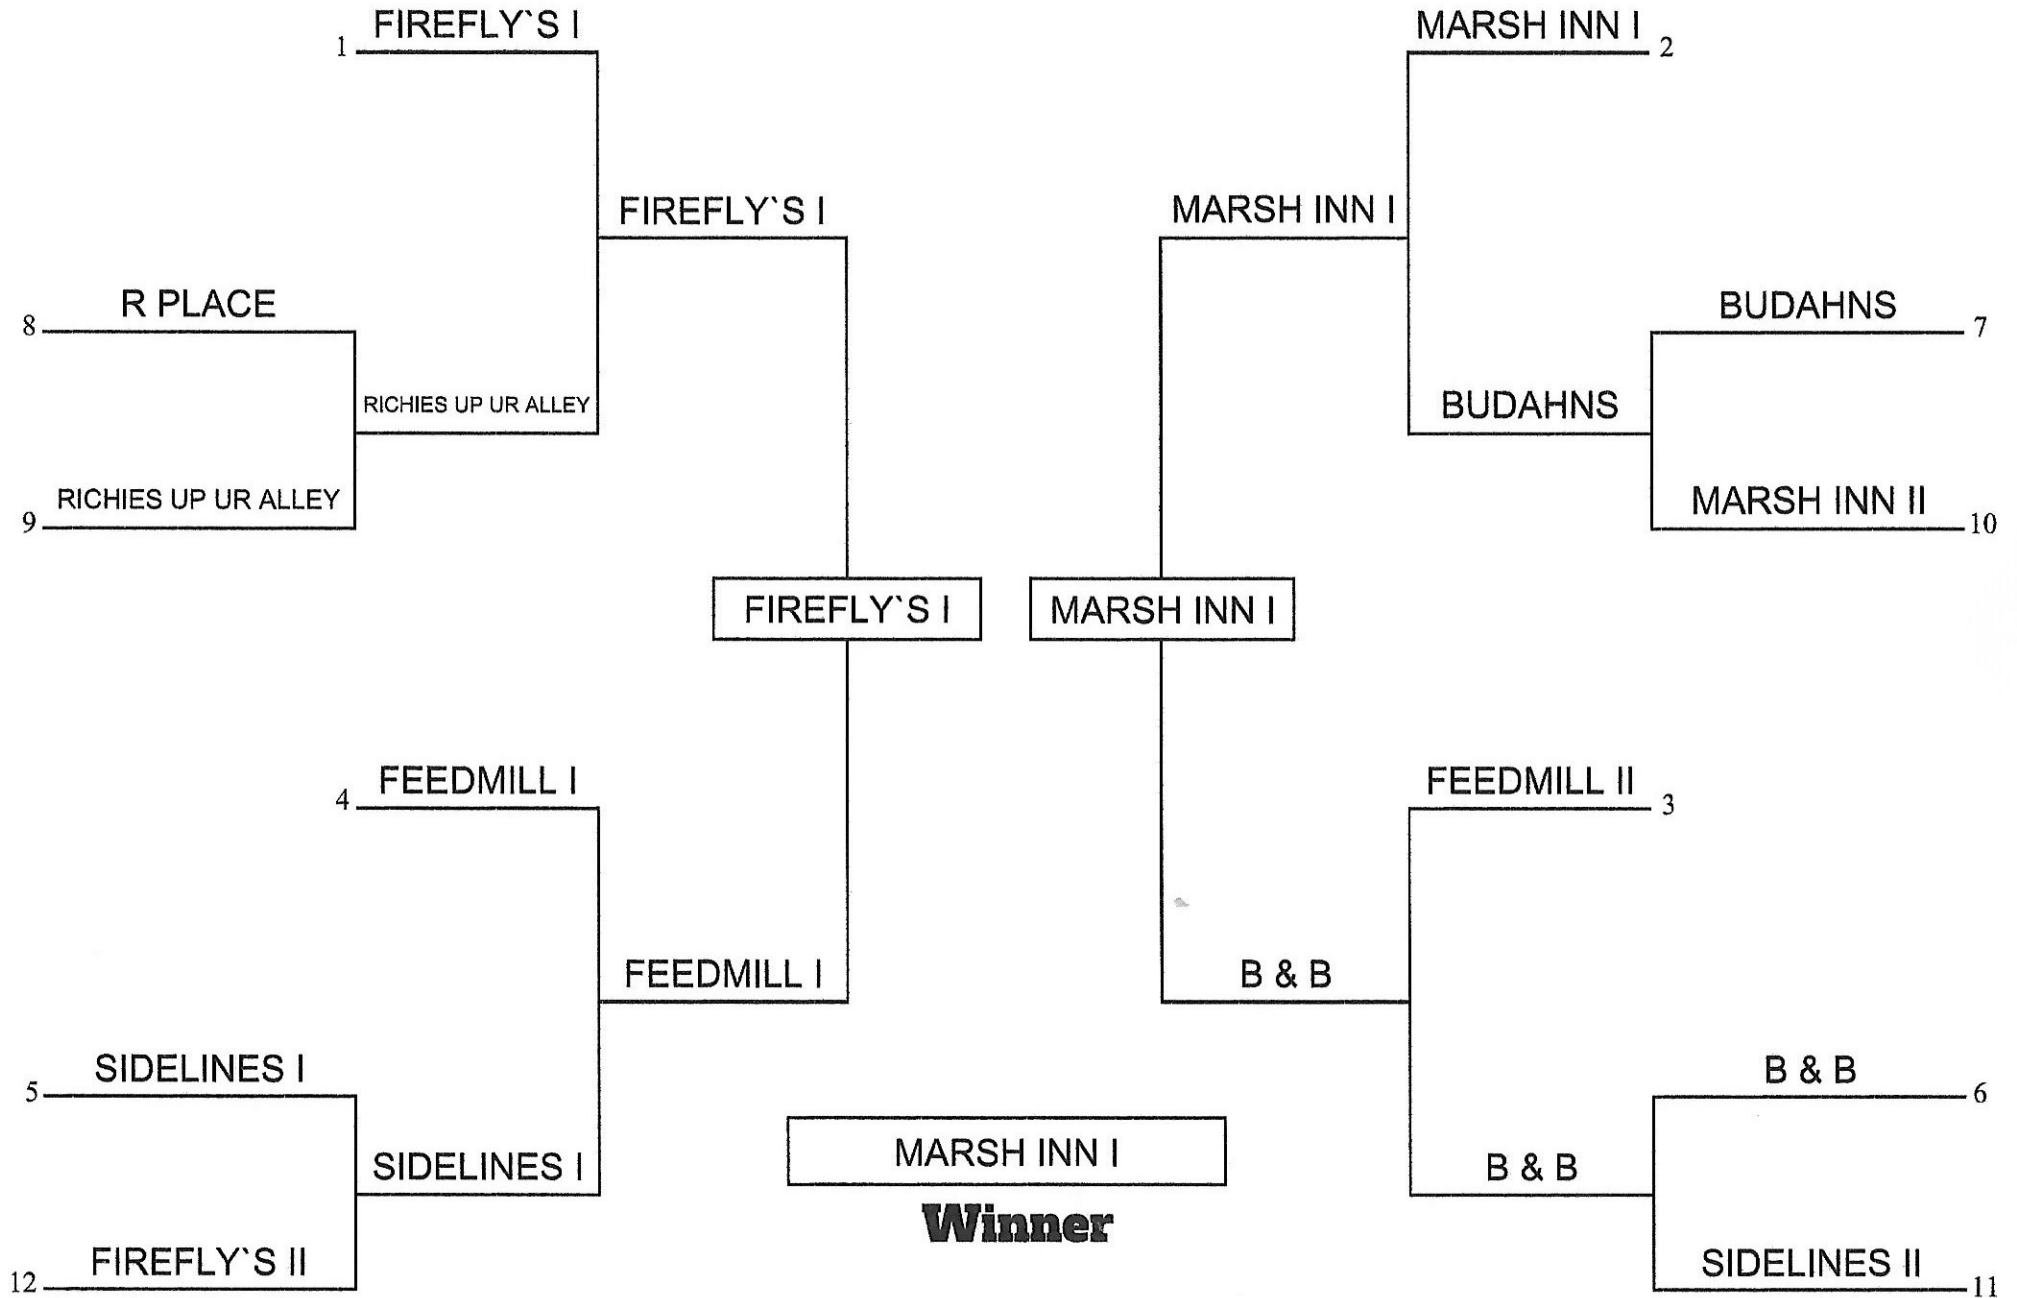 FIREFLY`S I
1
MARSH INN I
2
FIREFLY`S I
MARSH INN I
R PLACE
8
BUDAHNS
7
RICHIES UP UR ALLEY
BUDAHNS
RICHIES UP UR ALLEY
9
MARSH INN II
10
FIREFLY`S I
MARSH INN I
FEEDMILL I
4
FEEDMILL II
3
FEEDMILL I
B & B
SIDELINES I
5
B & B
6
MARSH INN I
SIDELINES I
B & B
Winner
FIREFLY`S II
12
SIDELINES II
11